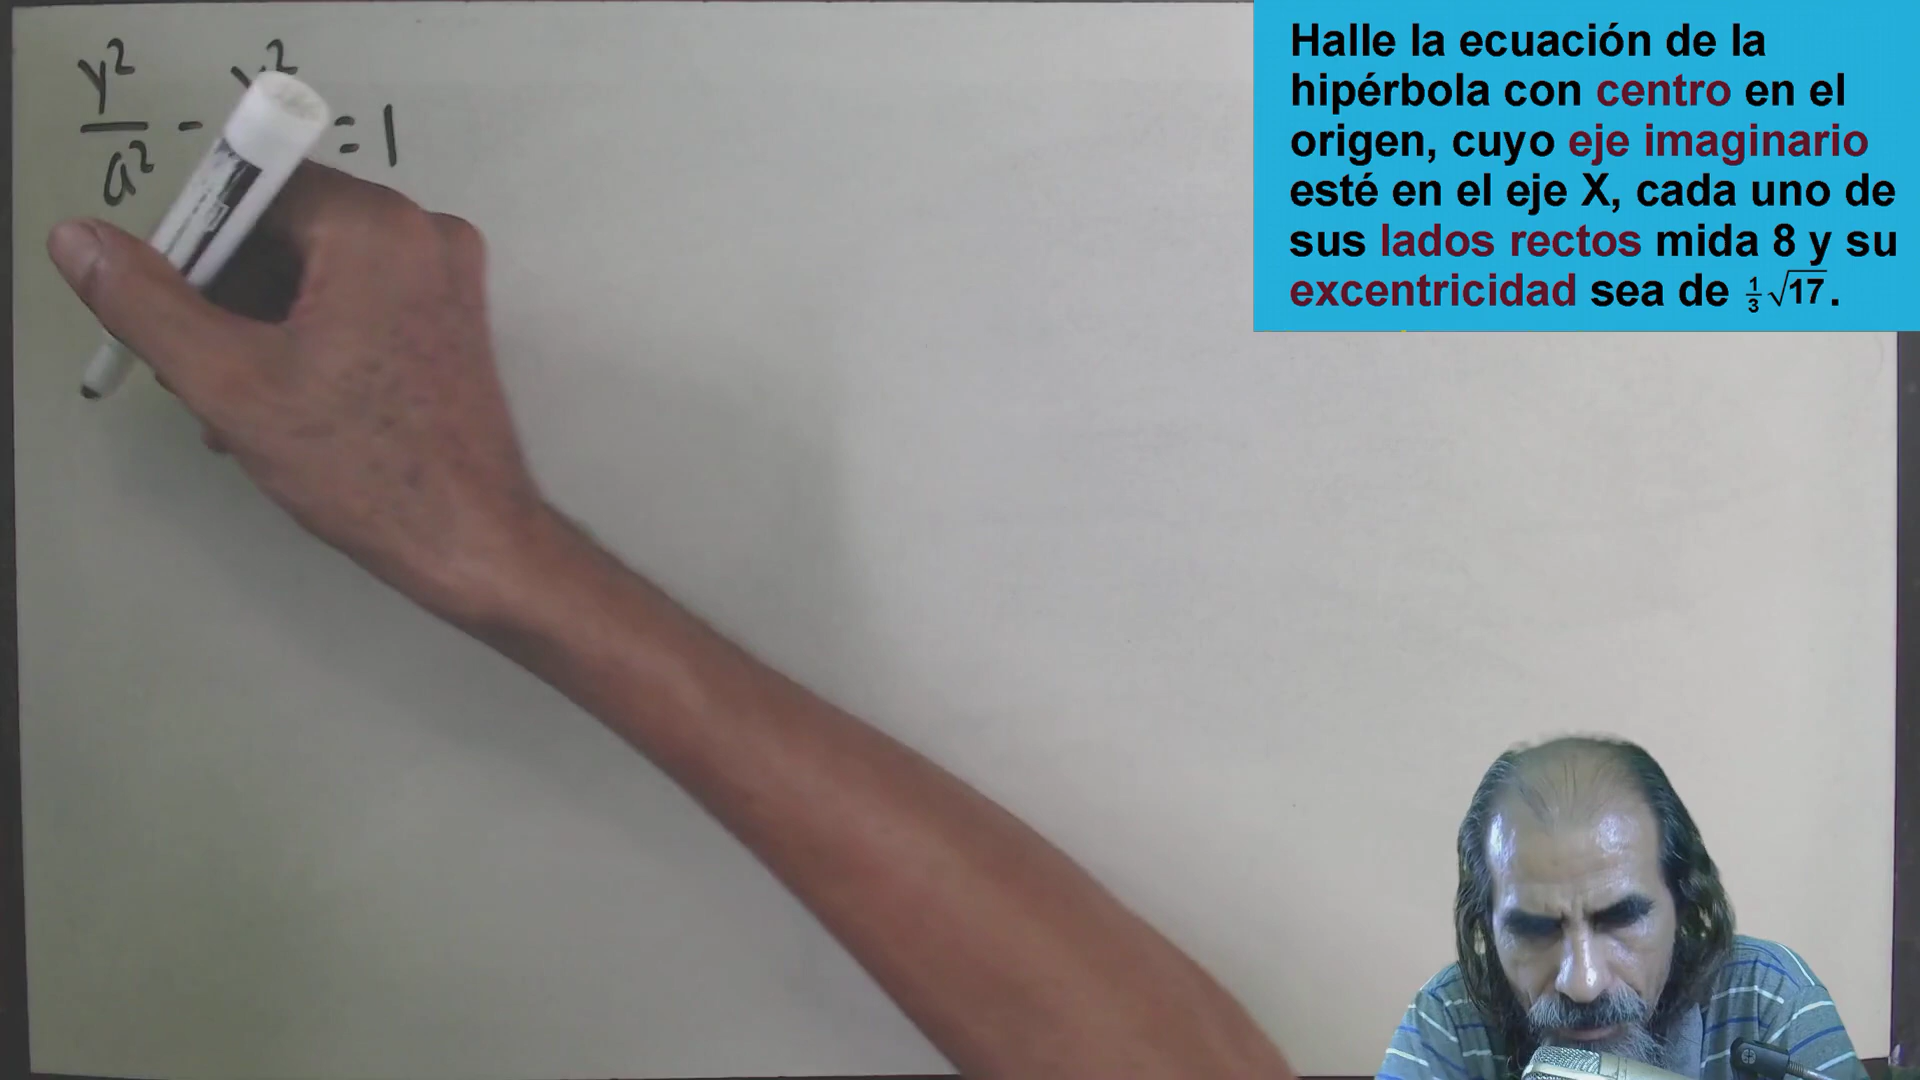 y²
a²
- = 1
Halle la ecuación de la
hipérbola con centro en el
origen, cuyo eje imaginario
esté en el eje X, cada uno de
sus lados rectos mida 8 y su
excentricidad sea de 1/3 √17.